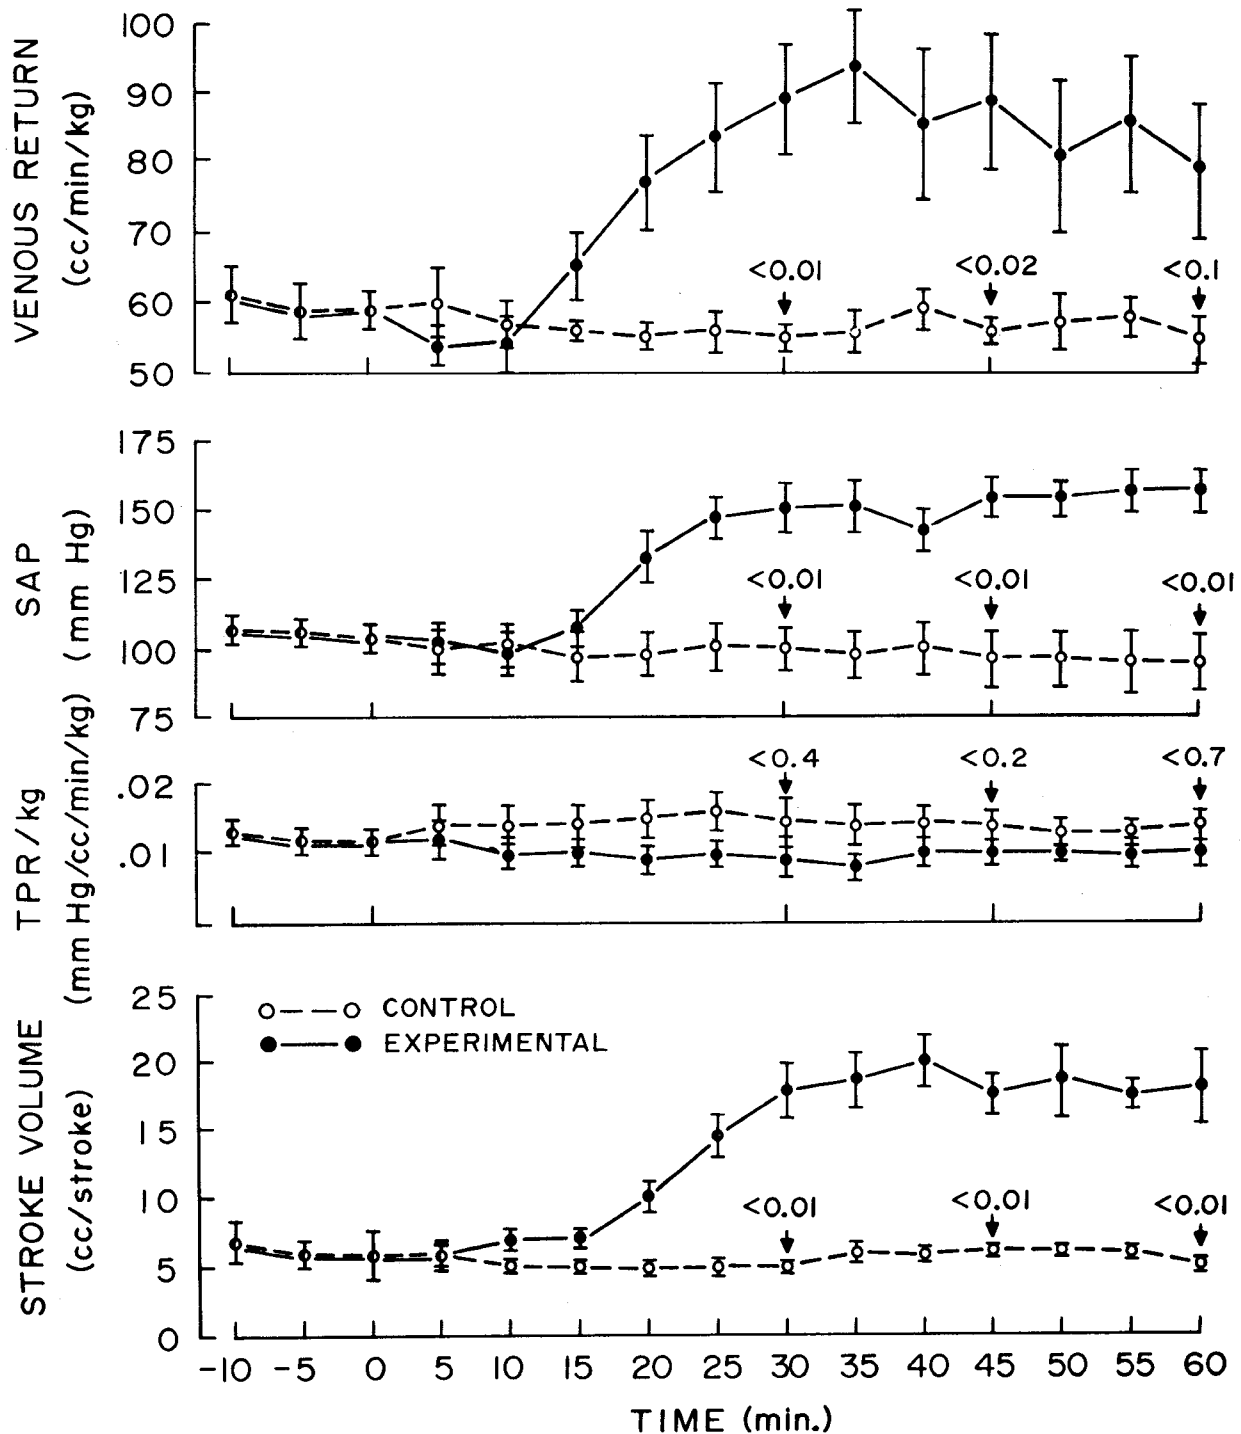 VENOUS RETURN
(cc/min/kg)
100
90
80
70
60
50
<0.01
<0.02
<0.1
SAP
(mm Hg)
175
150
125
100
75
<0.01
<0.01
<0.01
TPR/kg
(mm Hg/cc/min/kg)
.02
.01
<0.4
<0.2
<0.7
STROKE VOLUME
(cc/stroke)
25
20
15
10
5
0
CONTROL
EXPERIMENTAL
<0.01
<0.01
<0.01
-10 -5 0 5 10 15 20 25 30 35 40 45 50 55 60
TIME (min.)